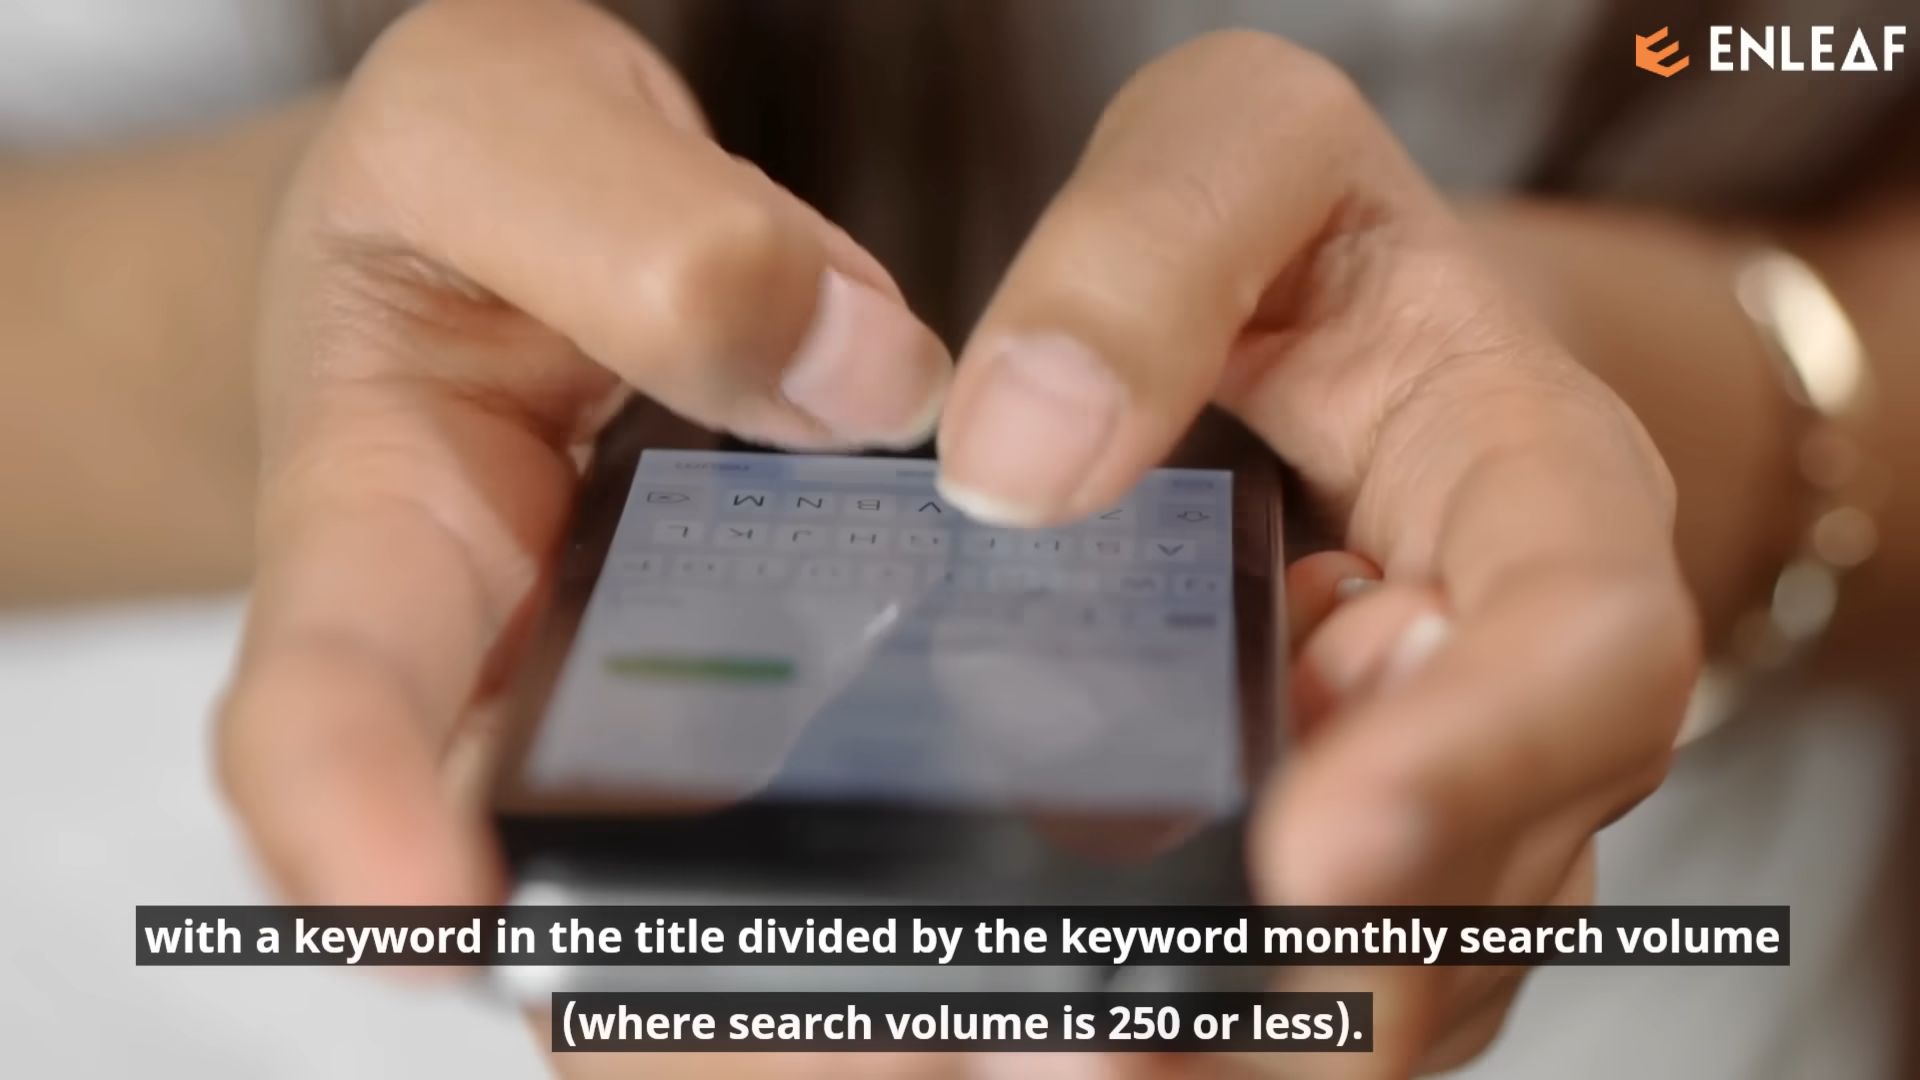 ENLEAF
M N B V Z
L K J H G F D S A
with a keyword in the title divided by the keyword monthly search volume
(where search volume is 250 or less).